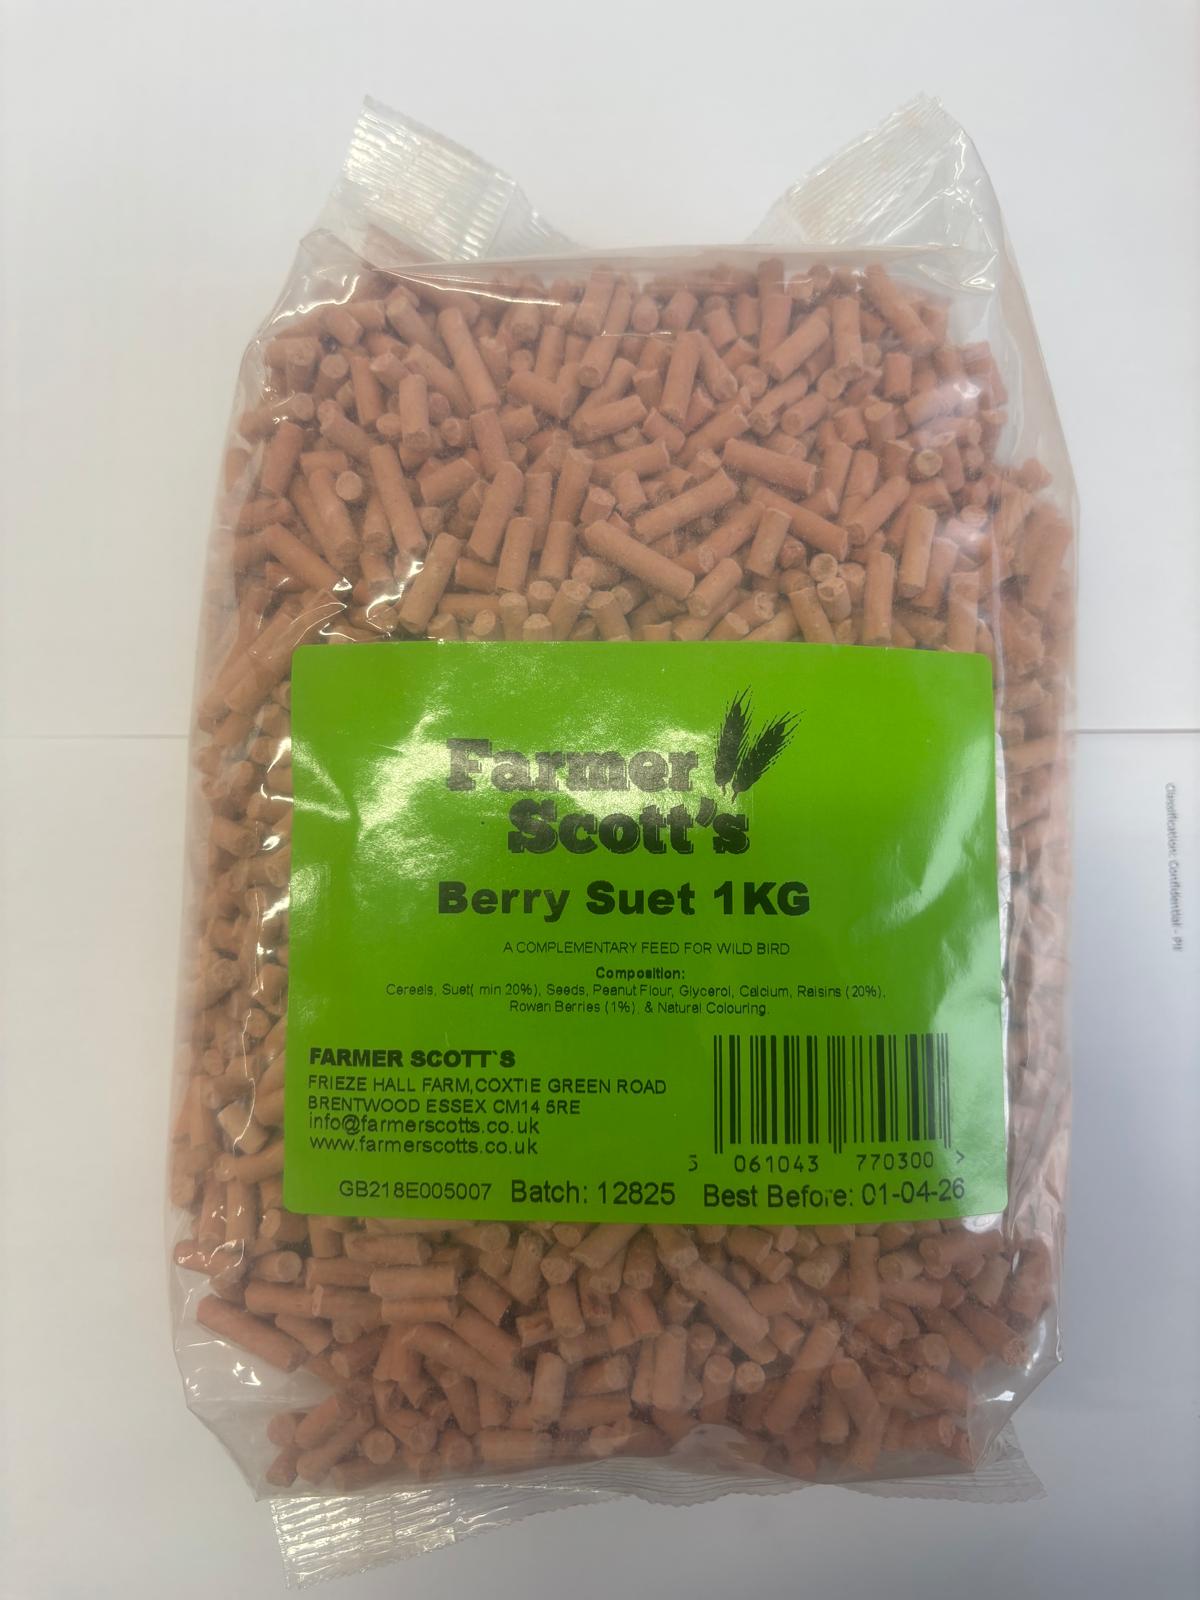 Farmer
Scott's
Berry Suet 1KG
A COMPLEMENTARY FEED FOR WILD BIRD
Composition:
Cereals, Suet( min 20%), Seeds, Peanut Flour, Glycerol, Calcium, Raisins (20%),
Rowan Berries (1%), & Natural Colouring.
FARMER SCOTT`S
FRIEZE HALL FARM,COXTIE GREEN ROAD
BRENTWOOD ESSEX CM14 5RE
info@farmerscotts.co.uk
www.farmerscotts.co.uk
5 061043 770300 >
GB218E005007 Batch: 12825 Best Before: 01-04-26
Classification: Confidential - PII